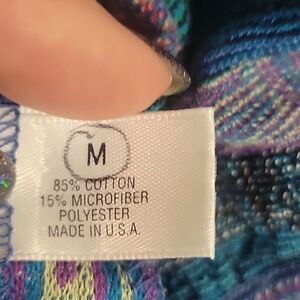 M
85% COTTON
15% MICROFIBER
POLYESTER
MADE IN U.S.A.